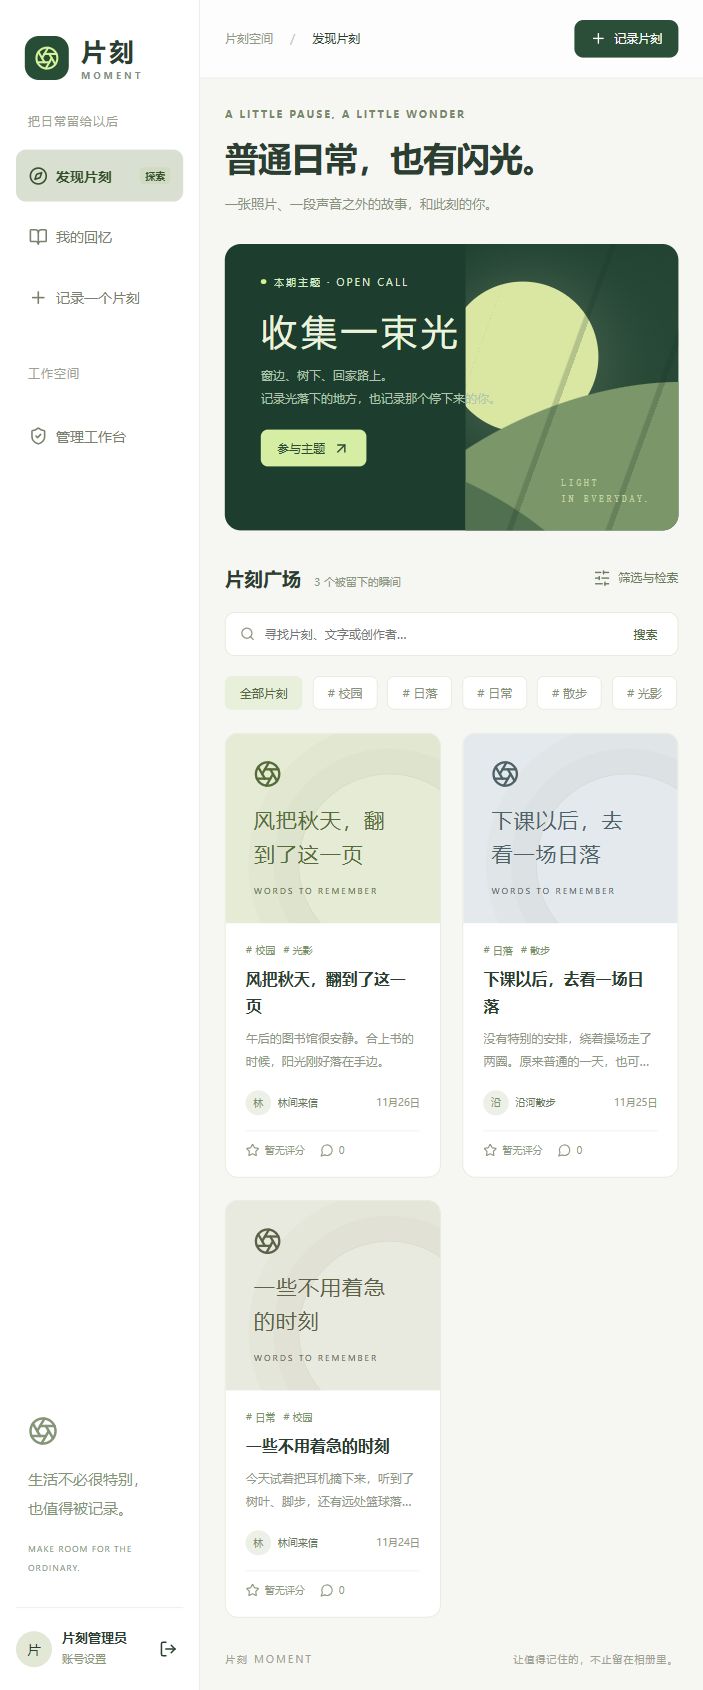 片刻
MOMENT
把日常留给以后
发现片刻 探索
我的回忆
记录一个片刻
工作空间
管理工作台
生活不必很特别，
也值得被记录。
MAKE ROOM FOR THE
ORDINARY.
片 片刻管理员
账号设置
片刻空间 / 发现片刻
记录片刻
A LITTLE PAUSE, A LITTLE WONDER
普通日常，也有闪光。
一张照片、一段声音之外的故事，和此刻的你。
本期主题 · OPEN CALL
收集一束光
窗边、树下、回家路上。
记录光落下的地方，也记录那个停下来的你。
参与主题
LIGHT
IN EVERYDAY.
片刻广场 3 个被留下的瞬间 筛选与检索
寻找片刻、文字或创作者... 搜索
全部片刻 # 校园 # 日落 # 日常 # 散步 # 光影
风把秋天，翻
到了这一页
WORDS TO REMEMBER
# 校园 # 光影
风把秋天，翻到了这一
页
午后的图书馆很安静。合上书的
时候，阳光刚好落在手边。
林 林间来信 11月26日
暂无评分 0
下课以后，去
看一场日落
WORDS TO REMEMBER
# 日落 # 散步
下课以后，去看一场日
落
没有特别的安排，绕着操场走了
两圈。原来普通的一天，也可...
沿 沿河散步 11月25日
暂无评分 0
一些不用着急
的时刻
WORDS TO REMEMBER
# 日常 # 校园
一些不用着急的时刻
今天试着把耳机摘下来，听到了
树叶、脚步，还有远处篮球落...
林 林间来信 11月24日
暂无评分 0
片刻 MOMENT 让值得记住的，不止留在相册里。